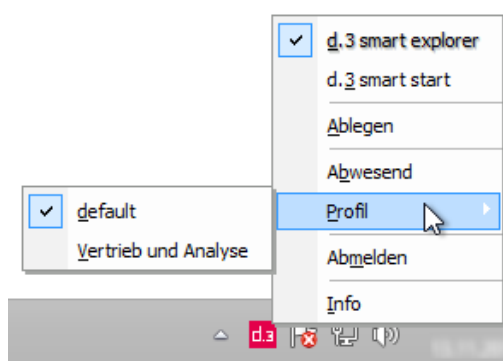 d.3 smart explorer
d.3 smart start
Ablegen
Abwesend
Profil
default
Vertrieb und Analyse
Abmelden
Info
d.3